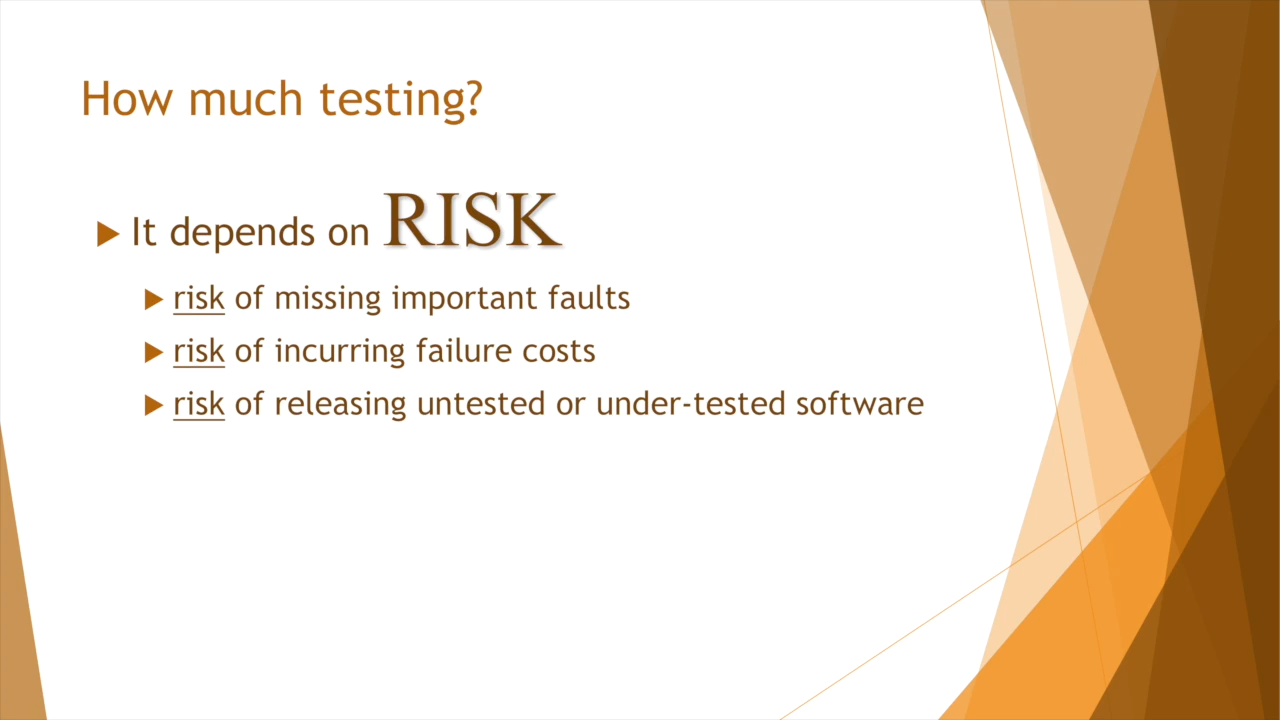 How much testing?
It depends on RISK
risk of missing important faults
risk of incurring failure costs
risk of releasing untested or under-tested software